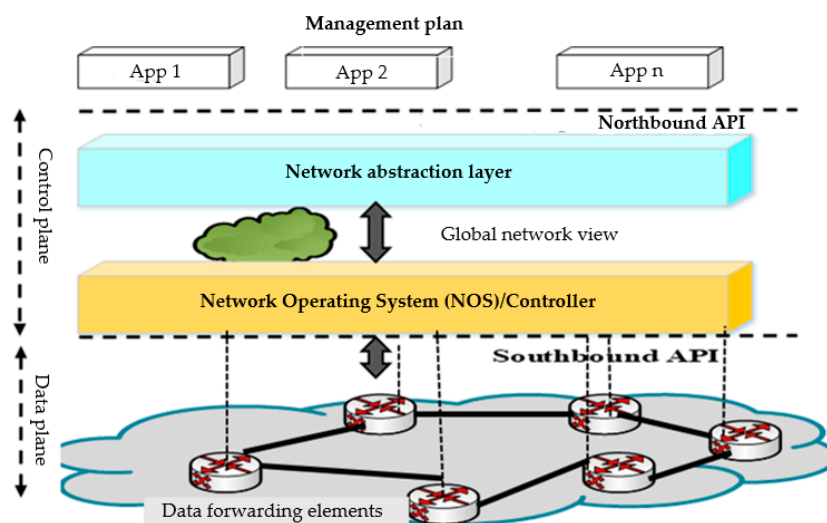 Management plan
App 1
App 2
App n
Northbound API
Control plane
Network abstraction layer
Global network view
Network Operating System (NOS)/Controller
Southbound API
Data plane
Data forwarding elements